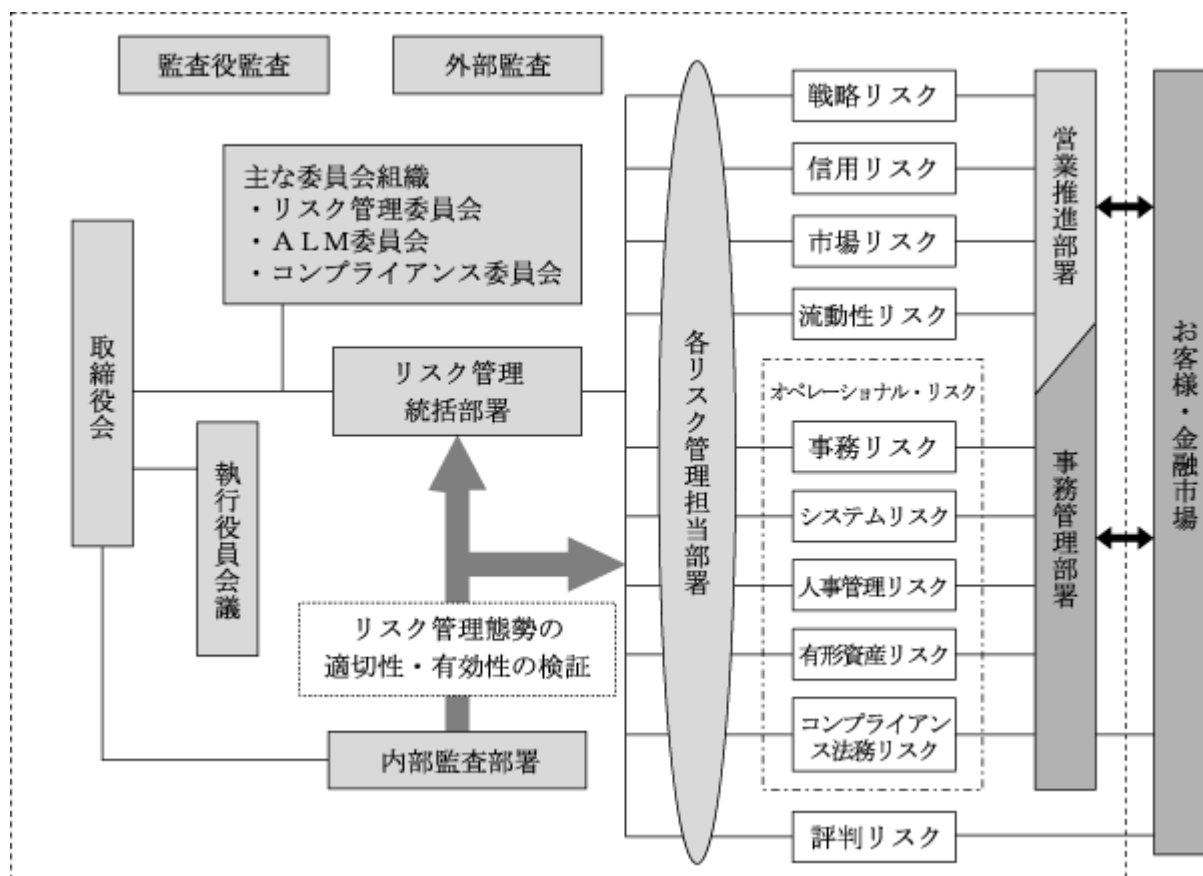 監査役監査
外部監査
主な委員会組織
・リスク管理委員会
・ＡＬＭ委員会
・コンプライアンス委員会
取締役会
リスク管理
統括部署
執行役員会議
リスク管理態勢の
適切性・有効性の検証
内部監査部署
各リスク管理担当部署
戦略リスク
信用リスク
市場リスク
流動性リスク
オペレーショナル・リスク
事務リスク
システムリスク
人事管理リスク
有形資産リスク
コンプライアン
ス法務リスク
評判リスク
営業推進部署
事務管理部署
お客様・金融市場